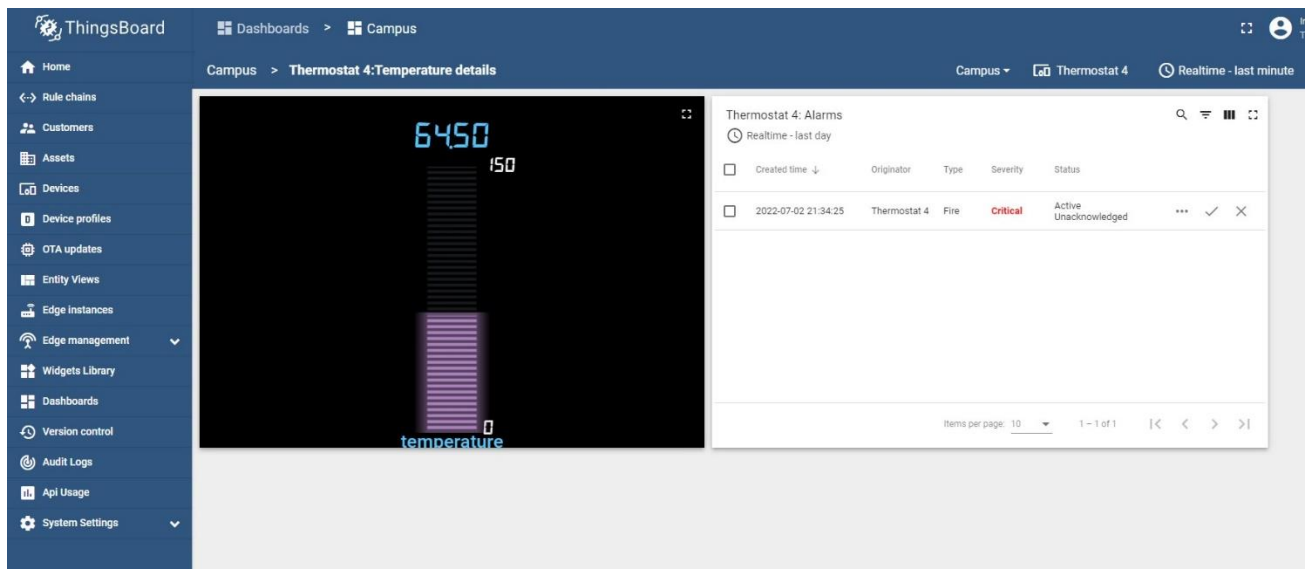 ThingsBoard
Dashboards > Campus
Home
Rule chains
Customers
Assets
Devices
Device profiles
OTA updates
Entity Views
Edge instances
Edge management
Widgets Library
Dashboards
Version control
Audit Logs
Api Usage
System Settings
Campus > Thermostat 4:Temperature details
Campus
Thermostat 4
Realtime - last minute
64.50
150
0
temperature
Thermostat 4: Alarms
Realtime - last day
Created time Originator Type Severity Status
2022-07-02 21:34:25 Thermostat 4 Fire Critical Active
Unacknowledged
Items per page: 10 1 – 1 of 1